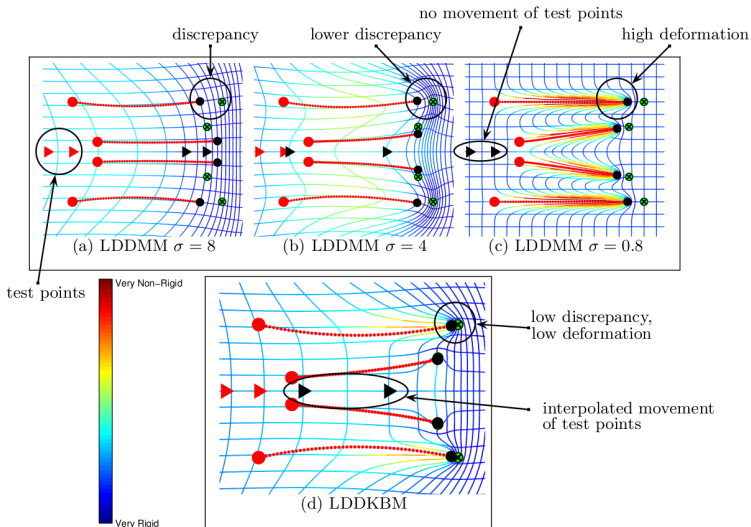 no movement of test points
discrepancy
lower discrepancy
high deformation
(a) LDDMM σ = 8
(b) LDDMM σ = 4
(c) LDDMM σ = 0.8
test points
Very Non-Rigid
low discrepancy,
low deformation
interpolated movement
of test points
(d) LDDKBM
Very Rigid